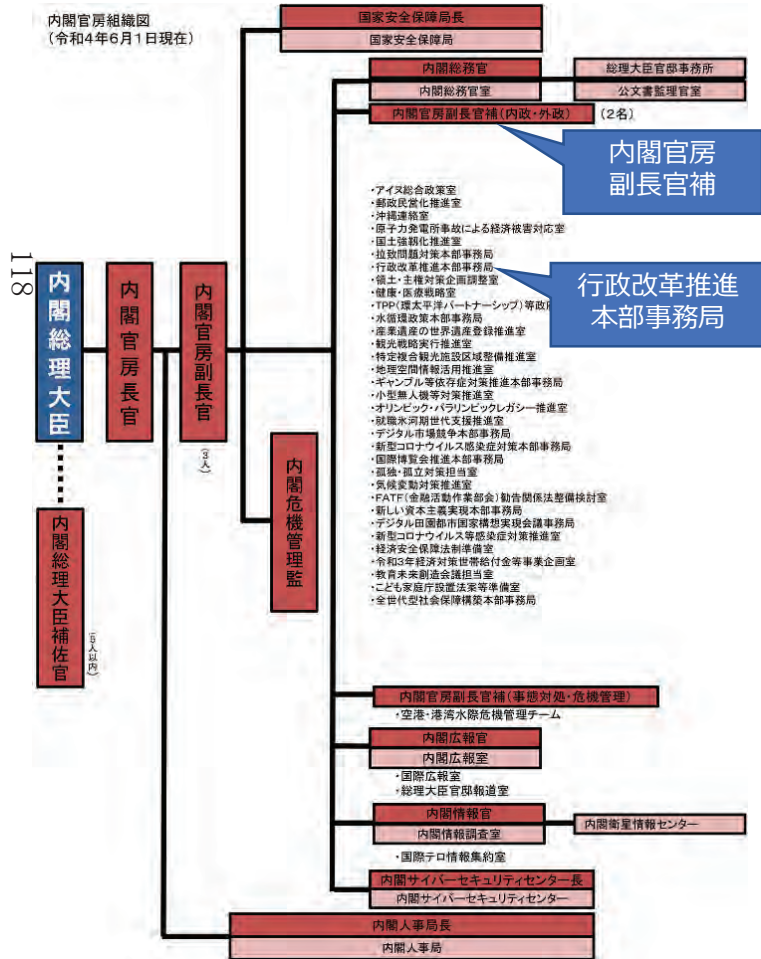 内閣官房組織図
(令和4年6月1日現在)
国家安全保障局長
国家安全保障局
内閣総務官
内閣総務官室
総理大臣官邸事務所
公文書監理官室
内閣官房副長官補(内政・外政)
(2名)
内閣官房
副長官補
・アイヌ総合政策室
・郵政民営化推進室
・沖縄連絡室
・原子力発電所事故による経済被害対応室
・国土強靱化推進室
・拉致問題対策本部事務局
・行政改革推進本部事務局
・領土・主権対策企画調整室
・健康・医療戦略室
・TPP(環太平洋パートナーシップ)等政府
・水循環政策本部事務局
・産業遺産の世界遺産登録推進室
・観光戦略実行推進室
・特定複合観光施設区域整備推進室
・地理空間情報活用推進室
・ギャンブル等依存症対策推進本部事務局
・小型無人機等対策推進室
・オリンピック・パラリンピックレガシー推進室
・就職氷河期世代支援推進室
・デジタル市場競争本部事務局
・新型コロナウイルス感染症対策本部事務局
・国際博覧会推進本部事務局
・孤独・孤立対策担当室
・気候変動対策推進室
・FATF(金融活動作業部会)勧告関係法整備検討室
・新しい資本主義実現本部事務局
・デジタル田園都市国家構想実現会議事務局
・新型コロナウイルス等感染症対策推進室
・経済安全保障法制準備室
・令和3年経済対策世帯給付金等事業企画室
・教育未来創造会議担当室
・こども家庭庁設置法案等準備室
・全世代型社会保障構築本部事務局
行政改革推進
本部事務局
118
内閣総理大臣
内閣官房長官
内閣官房副長官
(3人)
内閣危機管理監
内閣総理大臣補佐官
(5人以内)
内閣官房副長官補(事態対処・危機管理)
・空港・港湾水際危機管理チーム
内閣広報官
内閣広報室
・国際広報室
・総理大臣官邸報道室
内閣情報官
内閣情報調査室
内閣衛星情報センター
・国際テロ情報集約室
内閣サイバーセキュリティセンター長
内閣サイバーセキュリティセンター
内閣人事局長
内閣人事局